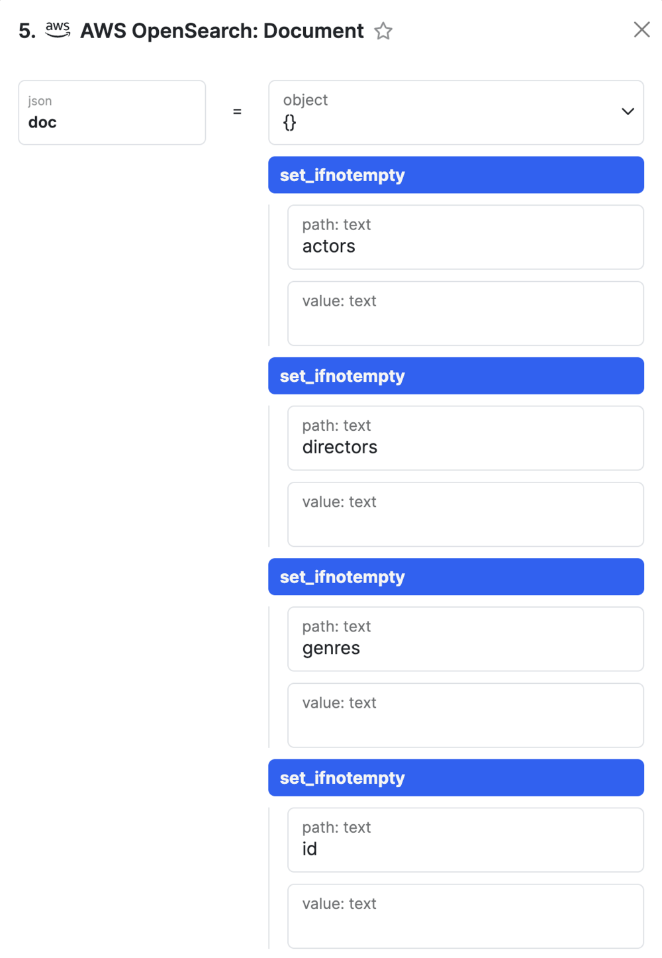 5. aws AWS OpenSearch: Document
json
doc
=
object
{}
set_ifnotempty
path: text
actors
value: text
set_ifnotempty
path: text
directors
value: text
set_ifnotempty
path: text
genres
value: text
set_ifnotempty
path: text
id
value: text